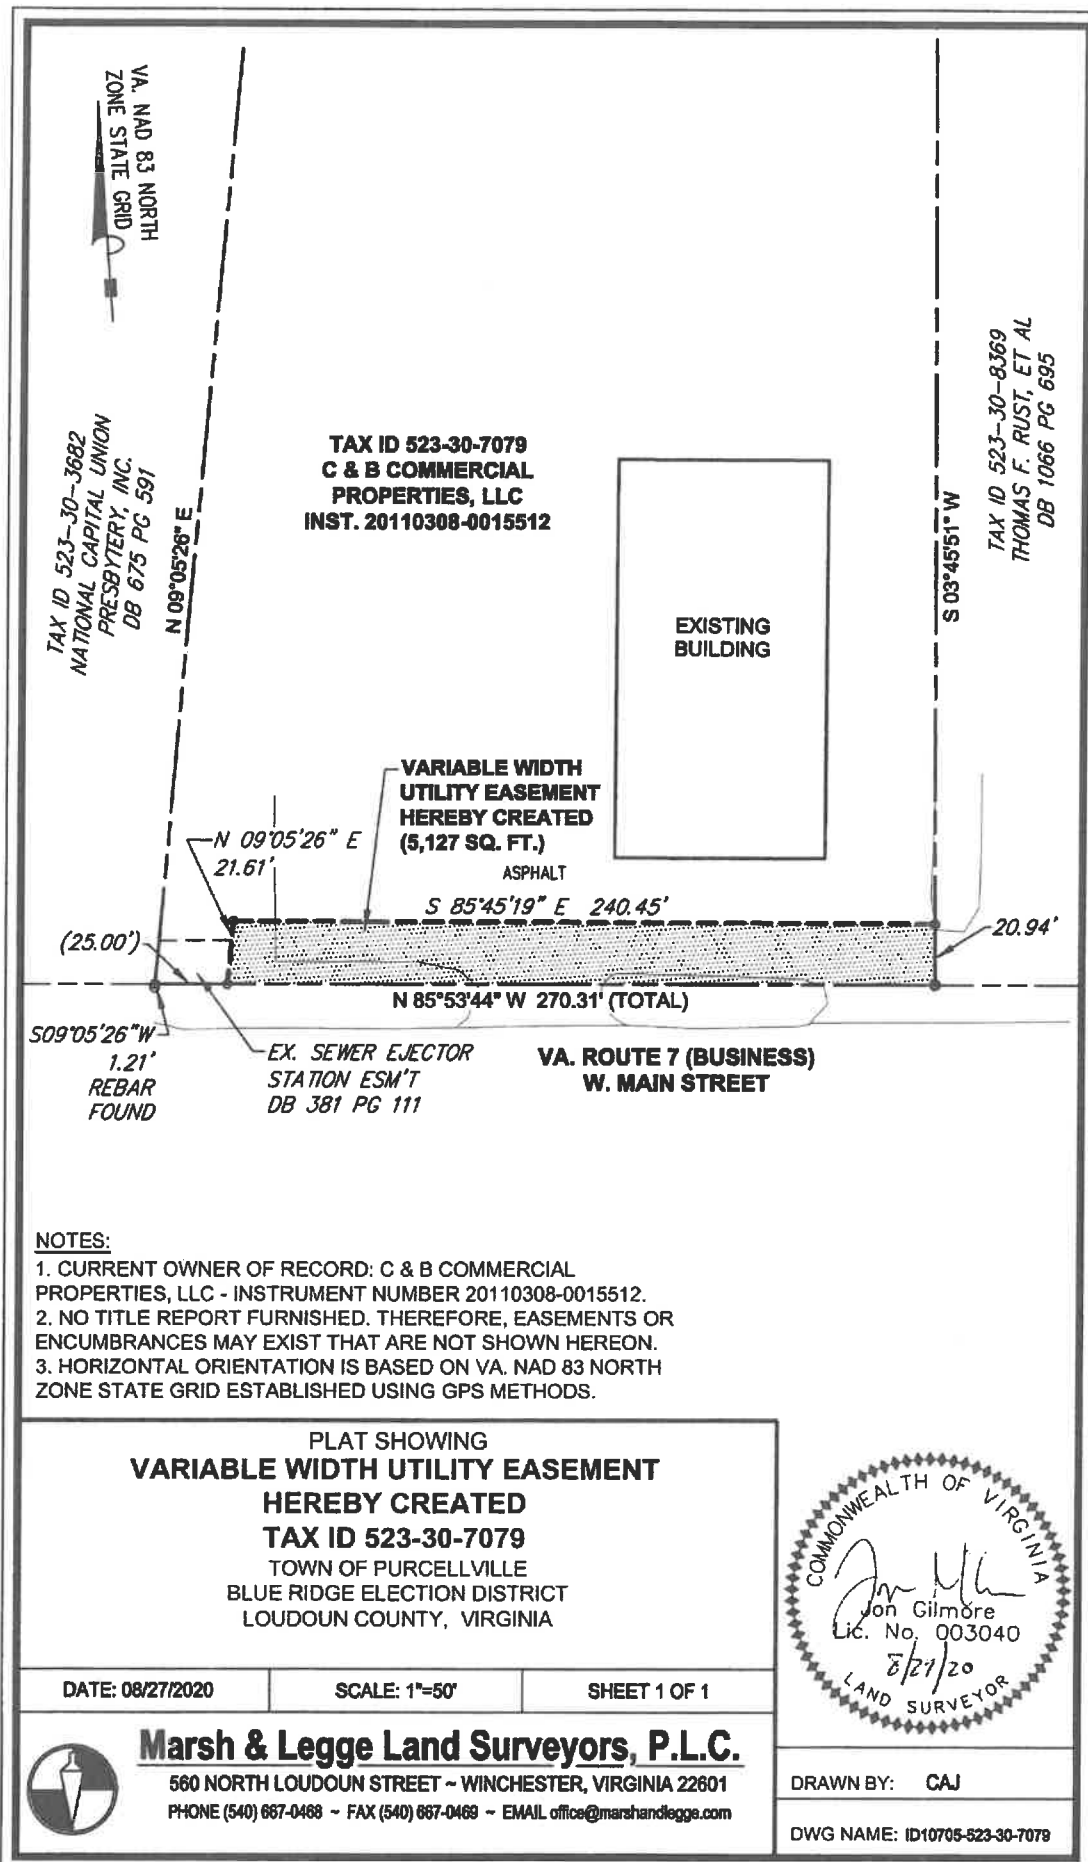 VA. NAD 83 NORTH
ZONE STATE GRID
TAX ID 523-30-3682
NATIONAL CAPITAL UNION
PRESBYTERY, INC.
DB 675 PG 591
N 09°05'26" E
TAX ID 523-30-7079
C & B COMMERCIAL
PROPERTIES, LLC
INST. 20110308-0015512
EXISTING
BUILDING
S 03°45'51" W
TAX ID 523-30-8369
THOMAS F. RUST, ET AL
DB 1066 PG 695
VARIABLE WIDTH
UTILITY EASEMENT
HEREBY CREATED
(5,127 SQ. FT.)
N 09°05'26" E
21.61'
ASPHALT
S 85°45'19" E 240.45'
(25.00')
20.94'
N 85°53'44" W 270.31' (TOTAL)
S09°05'26"W
1.21'
REBAR
FOUND
EX. SEWER EJECTOR
STATION ESM'T
DB 381 PG 111
VA. ROUTE 7 (BUSINESS)
W. MAIN STREET
NOTES:
1. CURRENT OWNER OF RECORD: C & B COMMERCIAL
PROPERTIES, LLC - INSTRUMENT NUMBER 20110308-0015512.
2. NO TITLE REPORT FURNISHED. THEREFORE, EASEMENTS OR
ENCUMBRANCES MAY EXIST THAT ARE NOT SHOWN HEREON.
3. HORIZONTAL ORIENTATION IS BASED ON VA. NAD 83 NORTH
ZONE STATE GRID ESTABLISHED USING GPS METHODS.
PLAT SHOWING
VARIABLE WIDTH UTILITY EASEMENT
HEREBY CREATED
TAX ID 523-30-7079
TOWN OF PURCELLVILLE
BLUE RIDGE ELECTION DISTRICT
LOUDOUN COUNTY, VIRGINIA
DATE: 08/27/2020
SCALE: 1"=50'
SHEET 1 OF 1
Marsh & Legge Land Surveyors, P.L.C.
560 NORTH LOUDOUN STREET ~ WINCHESTER, VIRGINIA 22601
PHONE (540) 667-0468 ~ FAX (540) 667-0469 ~ EMAIL office@marshandlegge.com
COMMONWEALTH OF VIRGINIA
Jon Gilmore
Lic. No. 003040
8/27/20
LAND SURVEYOR
DRAWN BY: CAJ
DWG NAME: ID10705-523-30-7079